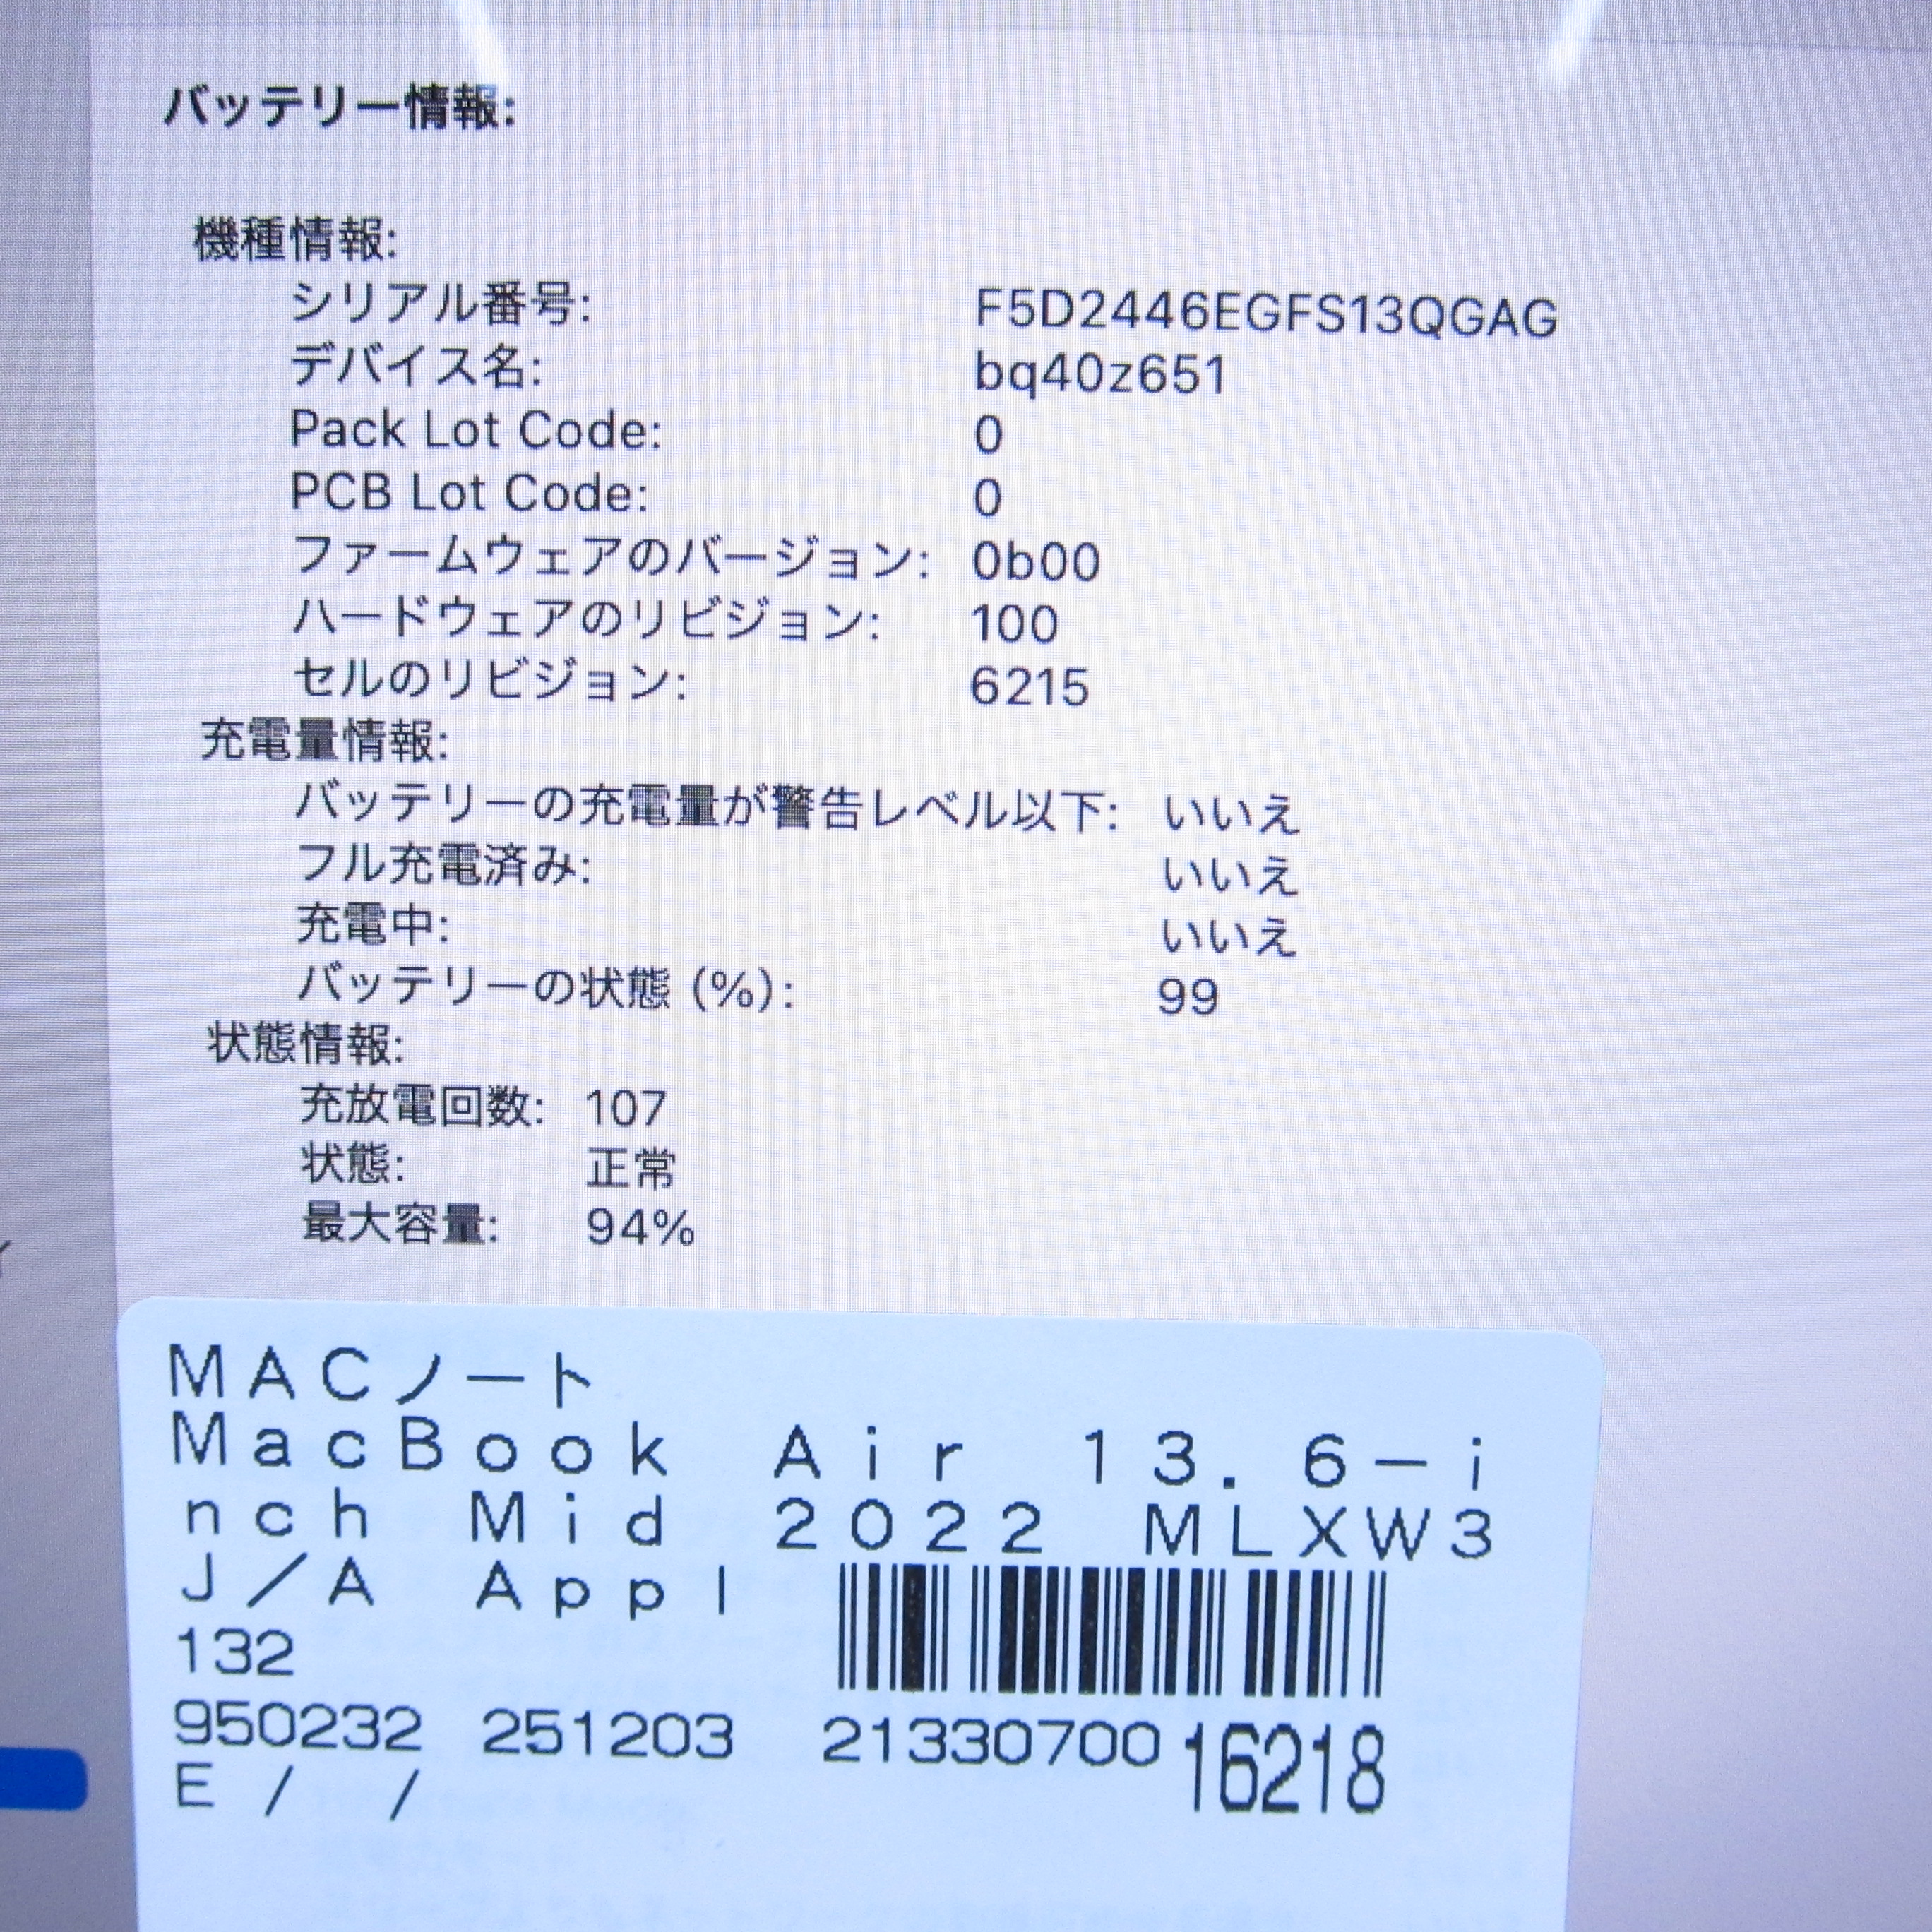 バッテリー情報:
機種情報:
シリアル番号: F5D2446EGFS13QGAG
デバイス名: bq40z651
Pack Lot Code: 0
PCB Lot Code: 0
ファームウェアのバージョン: 0b00
ハードウェアのリビジョン: 100
セルのリビジョン: 6215
充電量情報:
バッテリーの充電量が警告レベル以下: いいえ
フル充電済み: いいえ
充電中: いいえ
バッテリーの状態 (%): 99
状態情報:
充放電回数: 107
状態: 正常
最大容量: 94%
MACノート
MacBook Air 13.6-i
nch Mid 2022 MLXW3
J/A Appl
132
950232 251203 21330700 16218
E / /